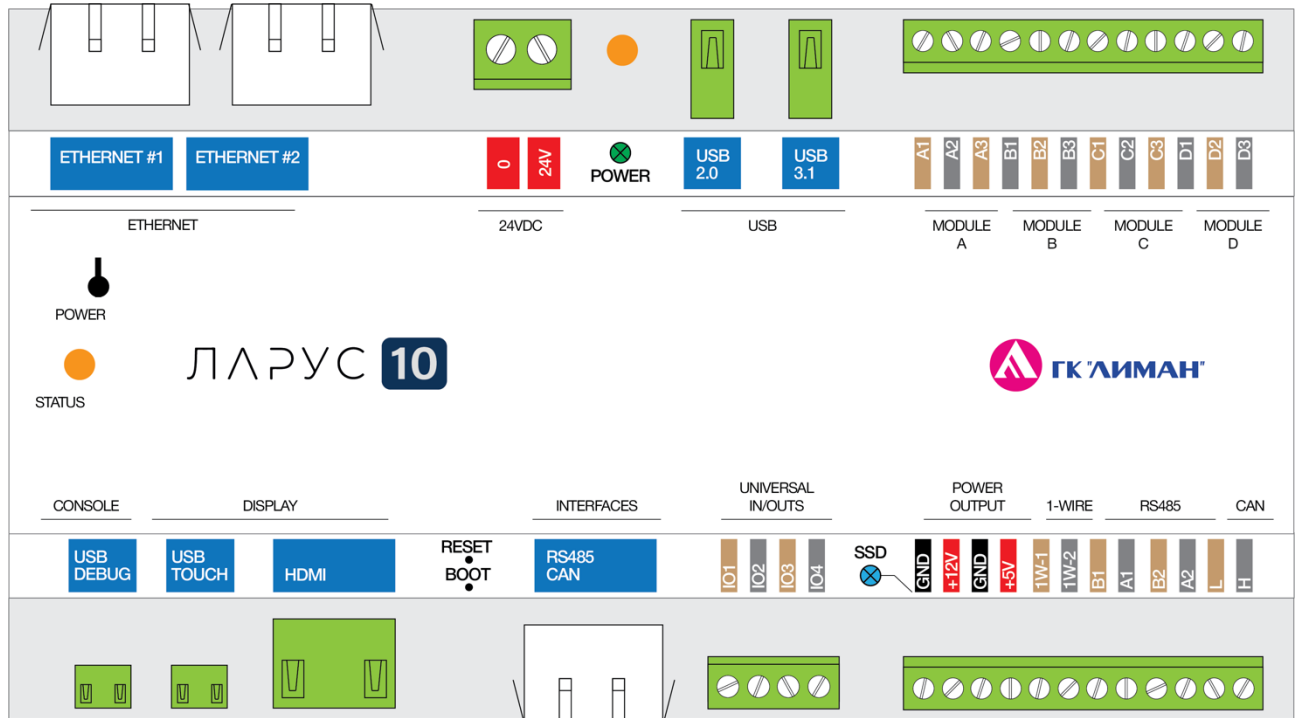 ETHERNET #1
ETHERNET #2
0
24V
POWER
USB
2.0
USB
3.1
A1
A2
A3
B1
B2
B3
C1
C2
C3
D1
D2
D3
ETHERNET
24VDC
USB
MODULE
A
MODULE
B
MODULE
C
MODULE
D
POWER
STATUS
ЛАРУС 10
ГК "ЛИМАН"
CONSOLE
DISPLAY
INTERFACES
UNIVERSAL
IN/OUTS
POWER
OUTPUT
1-WIRE
RS485
CAN
USB
DEBUG
USB
TOUCH
HDMI
RESET
BOOT
RS485
CAN
IO1
IO2
IO3
IO4
SSD
GND
+12V
GND
+5V
1W-1
1W-2
B1
A1
B2
A2
L
H